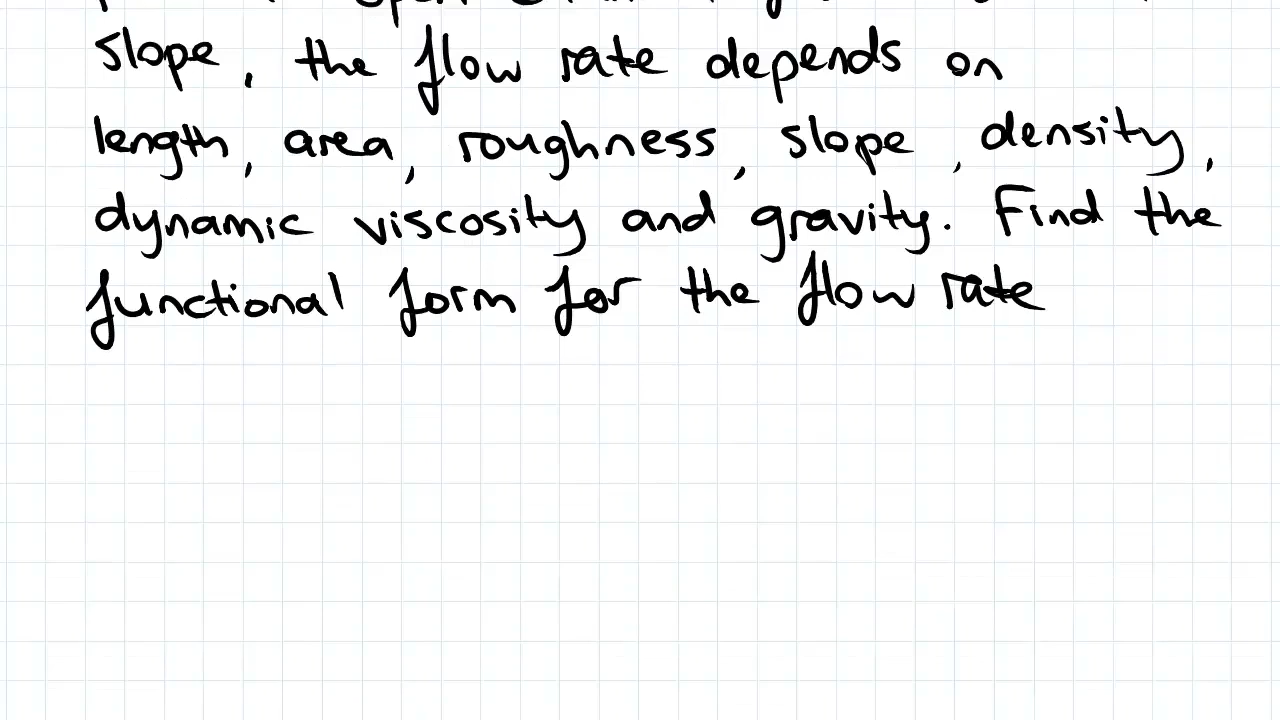 slope, the flow rate depends on
length, area, roughness, slope, density,
dynamic viscosity and gravity. Find the
functional form for the flow rate